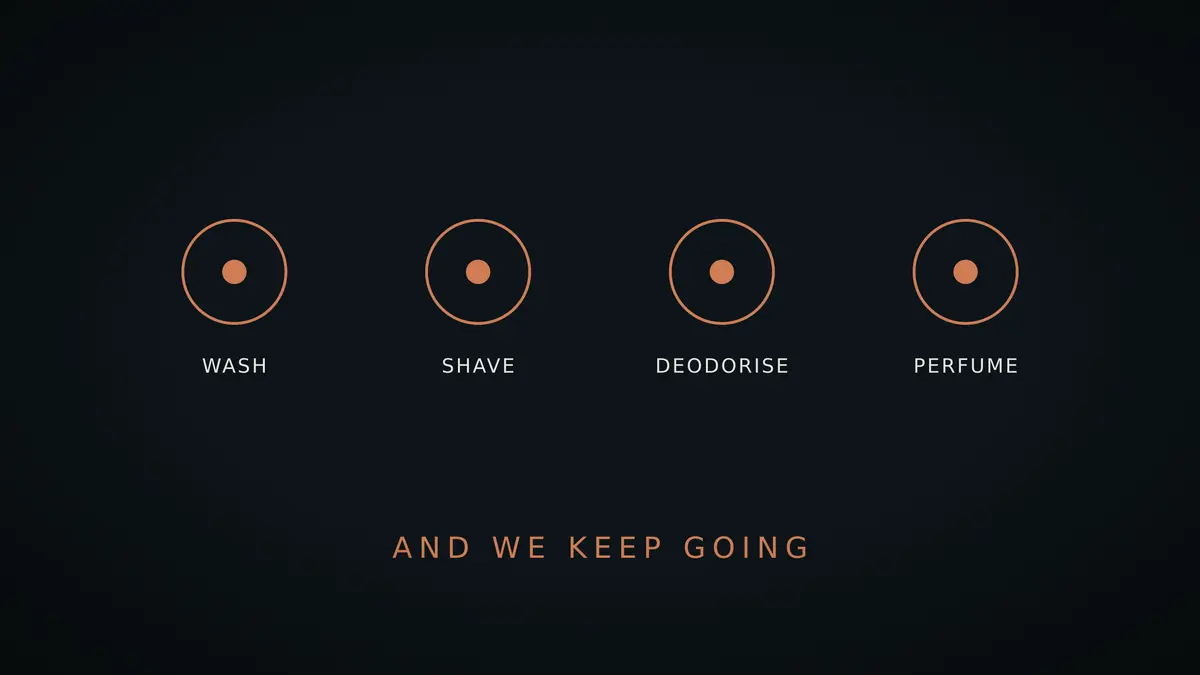 WASH
SHAVE
DEODORISE
PERFUME
AND WE KEEP GOING